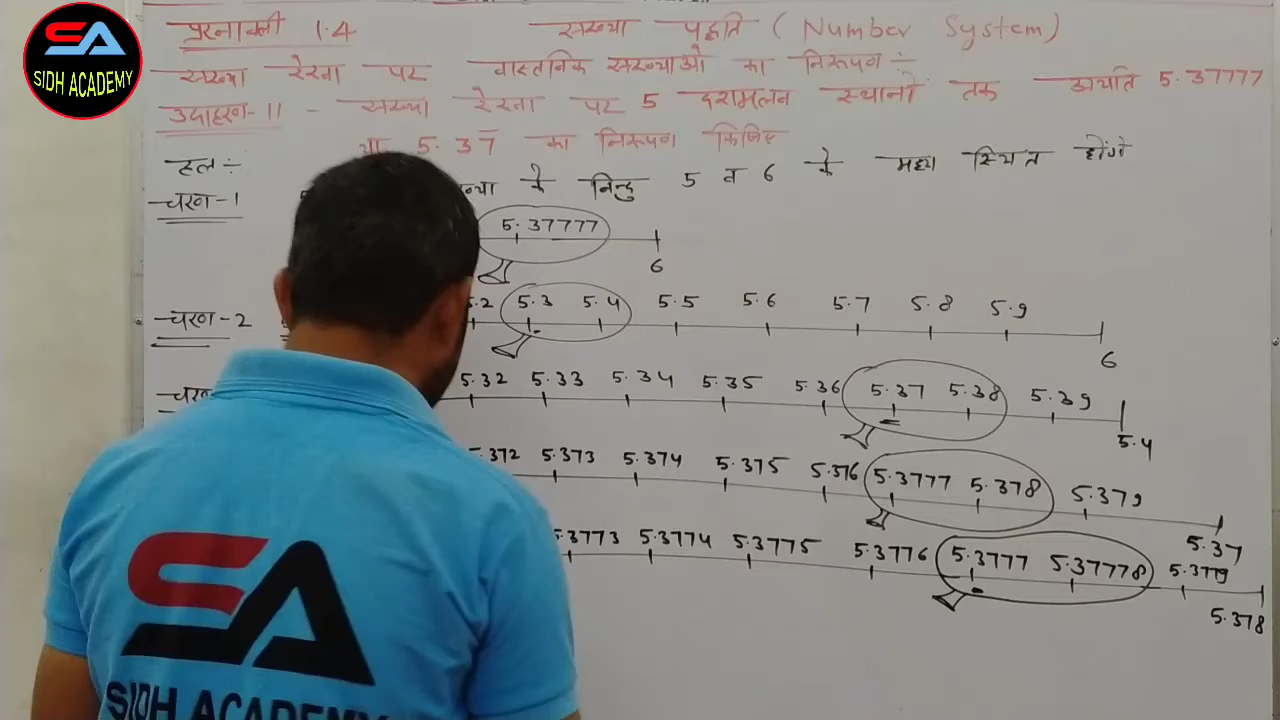 SIDH ACADEMY
प्रश्नावली 1.4 संख्या पद्दति ( Number System )
संख्या रेखा पर वास्तविक संख्याओ का निरूपण ÷
उदाहरण-11 - संख्या रेखा पर 5 दशमलव स्थानों तक अर्थात 5.37777
या 5.37̅ का निरूपण किजिए
हल ÷
चरण-1 के बिन्दु 5 व 6 के मध्य स्थित होंगे
5.37777
6
चरण-2 5.2 5.3 5.4 5.5 5.6 5.7 5.8 5.9
6
5.32 5.33 5.34 5.35 5.36 5.37 5.38 5.39
5.4
5.372 5.373 5.374 5.375 5.376 5.3777 5.378 5.379
5.37
5.3773 5.3774 5.3775 5.3776 5.3777 5.37778 5.3779
5.378
SA
SIDH ACADEMY